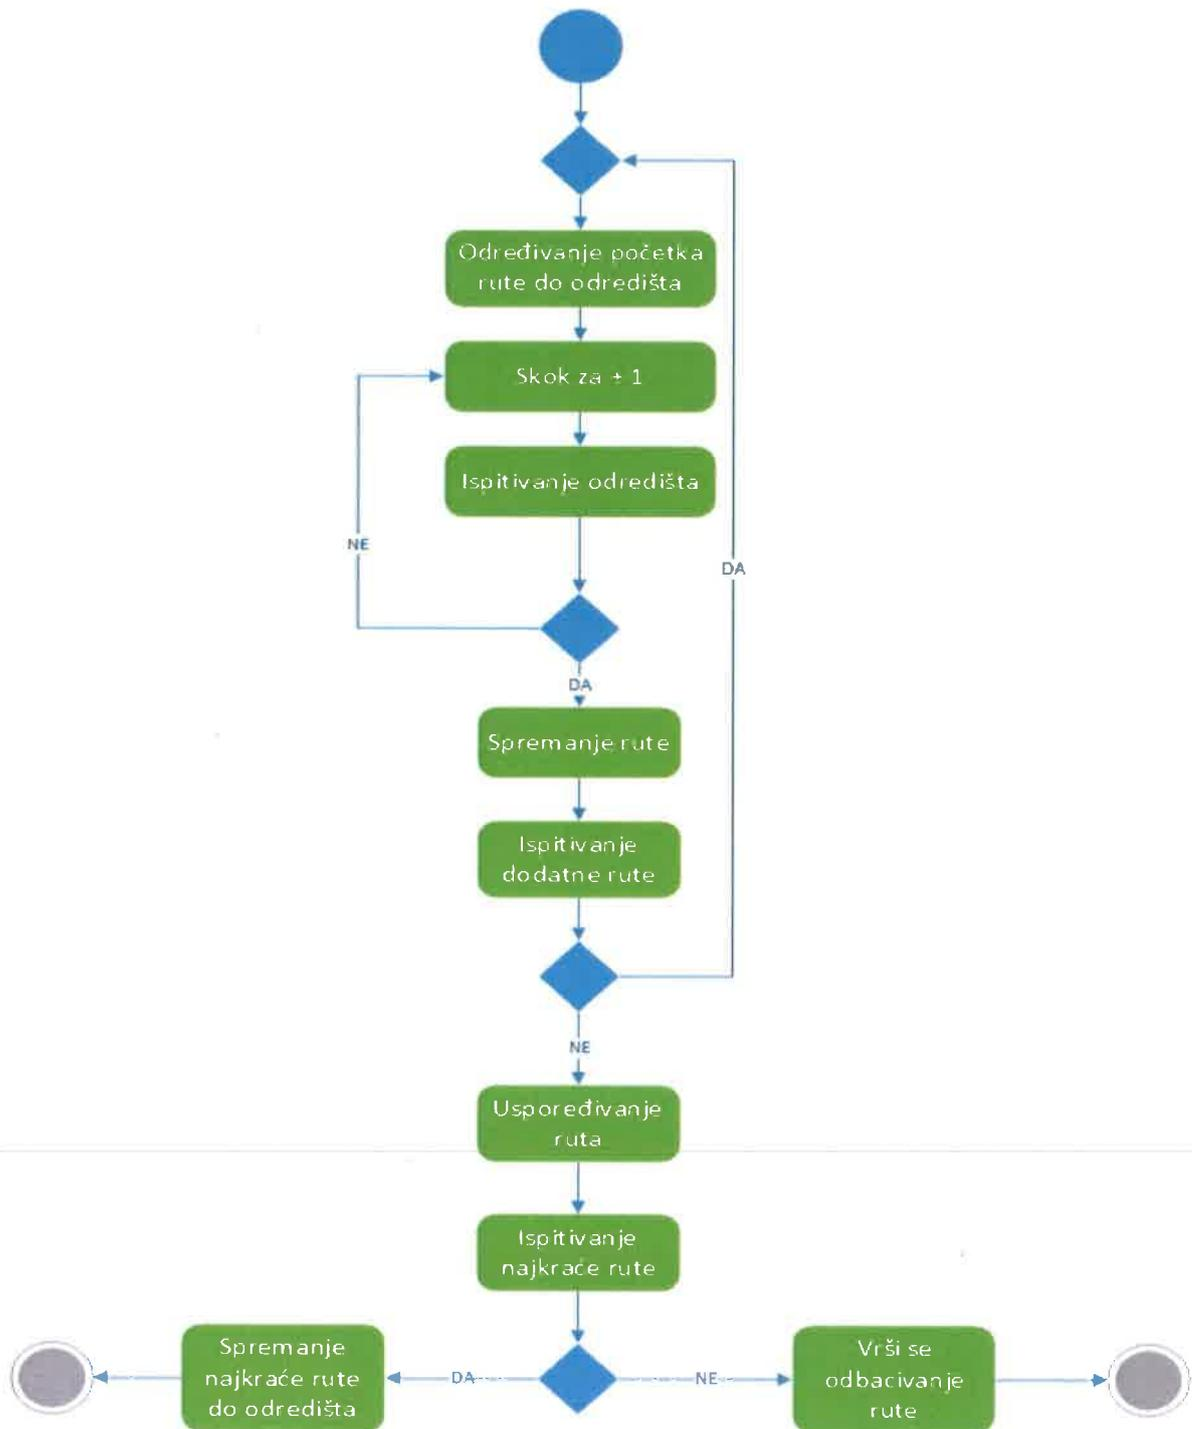 Određivanje početka
rute do odredišta
Skok za ± 1
Ispitivanje odredišta
NE
DA
DA
Spremanje rute
Ispitivanje
dodatne rute
NE
Uspoređivanje
ruta
Ispitivanje
najkraće rute
Spremanje
najkraće rute
do odredišta
DA
NE
Vrši se
odbacivanje
rute